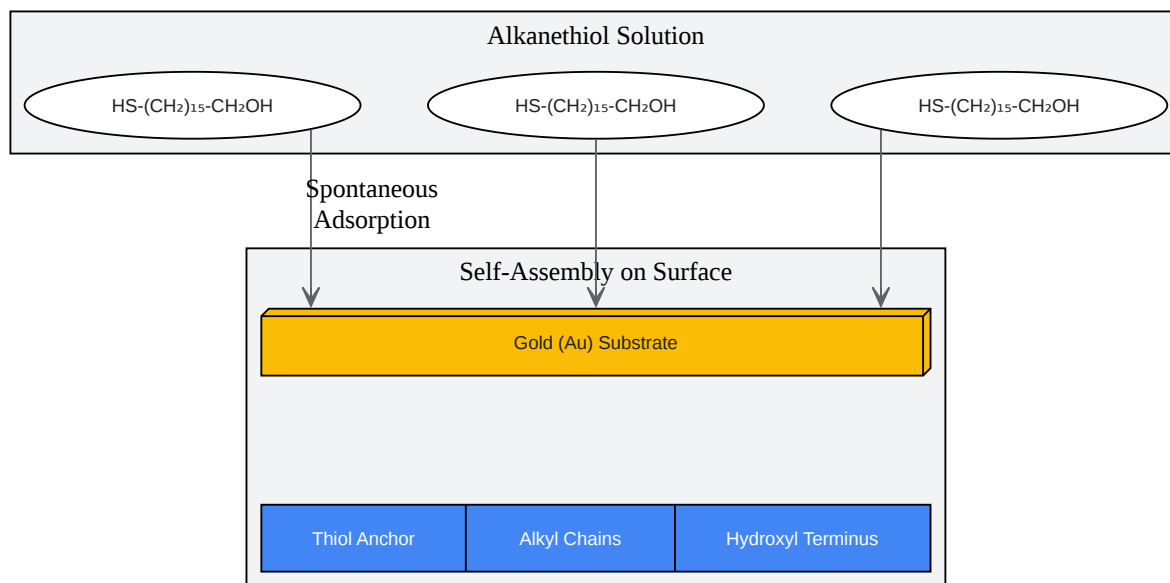 Alkanethiol Solution
HS-(CH₂)₁₅-CH₂OH
HS-(CH₂)₁₅-CH₂OH
HS-(CH₂)₁₅-CH₂OH
Spontaneous
Adsorption
Self-Assembly on Surface
Gold (Au) Substrate
Thiol Anchor
Alkyl Chains
Hydroxyl Terminus